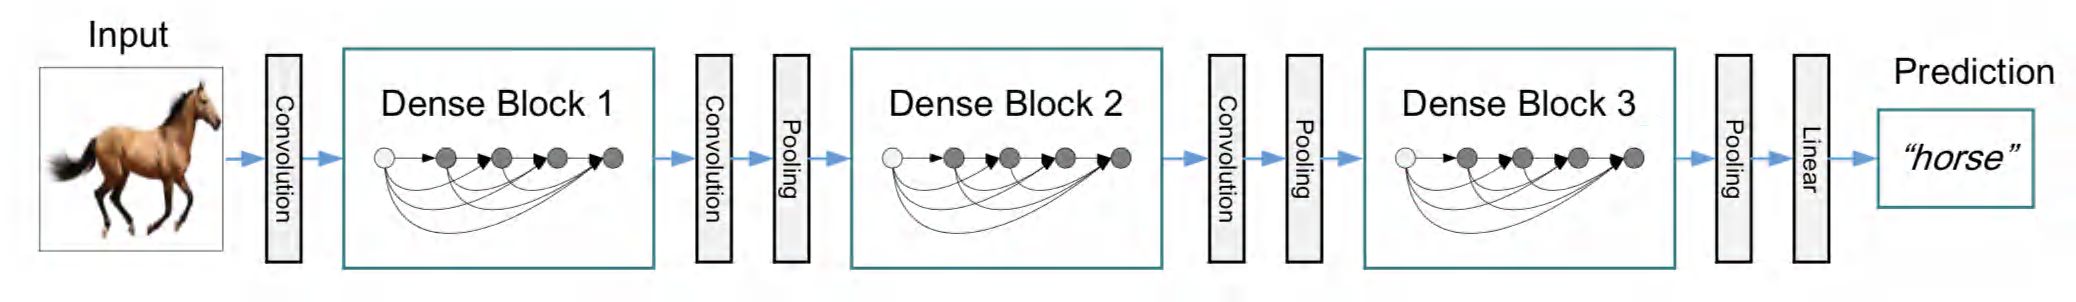 Input
Convolution
Dense Block 1
Convolution
Pooling
Dense Block 2
Convolution
Pooling
Dense Block 3
Pooling
Linear
Prediction
“horse”